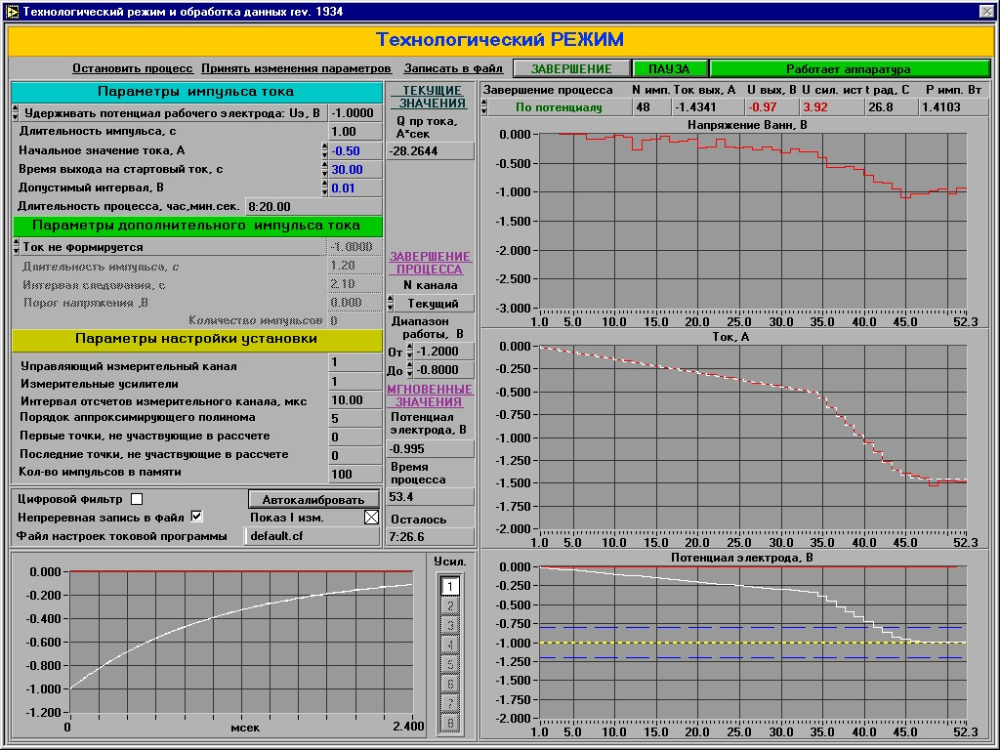 Технологический режим и обработка данных rev. 1934
Технологический РЕЖИМ
Остановить процесс Принять изменения параметров Записать в файл ЗАВЕРШЕНИЕ ПАУЗА Работает аппаратура
Параметры импульса тока
Удерживать потенциал рабочего электрода: Uэ, В -1.0000
Длительность импульса, с 1.00
Начальное значение тока, А -0.50
Время выхода на стартовый ток, с 30.00
Допустимый интервал, В 0.01
Длительность процесса, час,мин.сек. 8:20.00
Параметры дополнительного импульса тока
Ток не формируется -1.0000
Длительность импульса, с 1.20
Интервал следования, с 2.10
Порог напряжения ,В 0.000
Количество импульсов 0
Параметры настройки установки
Управляющий измерительный канал 1
Измерительные усилители 1
Интервал отсчетов измерительного канала, мкс 10.00
Порядок аппроксимирующего полинома 5
Первые точки, не участвующие в рассчете 0
Последние точки, не участвующие в рассчете 0
Кол-во импульсов в памяти 100
Цифровой фильтр Автокалибровать
Непреревная запись в файл Показ I изм.
Файл настроек токовой программы default.cf
ТЕКУЩИЕ
ЗНАЧЕНИЯ
Q пр тока,
А*сек
-28.2644
ЗАВЕРШЕНИЕ
ПРОЦЕССА
N канала
Текущий
Диапазон
работы, В
От -1.2000
До -0.8000
МГНОВЕННЫЕ
ЗНАЧЕНИЯ
Потенциал
электрода, В
-0.995
Время
процесса
53.4
Осталось
7:26.6
Завершение процесса N имп. Ток вых, А U вых, В U сил. ист t рад, С P имп. Вт
По потенциалу 48 -1.4341 -0.97 3.92 26.8 1.4103
Напряжение Ванн, В
0.000
-1.000
-1.500
-2.000
-2.500
-3.000
1.0 5.0 10.0 15.0 20.0 25.0 30.0 35.0 40.0 45.0 52.3
Ток, А
0.000
-0.250
-0.500
-0.750
-1.000
-1.250
-1.500
-1.750
-2.000
1.0 5.0 10.0 15.0 20.0 25.0 30.0 35.0 40.0 45.0 52.3
Потенциал электрода, В
0.000
-0.250
-0.500
-0.750
-1.000
-1.250
-1.500
-1.750
-2.000
1.0 5.0 10.0 15.0 20.0 25.0 30.0 35.0 40.0 45.0 52.3
0.000
-0.200
-0.400
-0.600
-0.800
-1.000
-1.200
0 мсек 2.400
Усил.
1
2
3
4
5
6
7
8